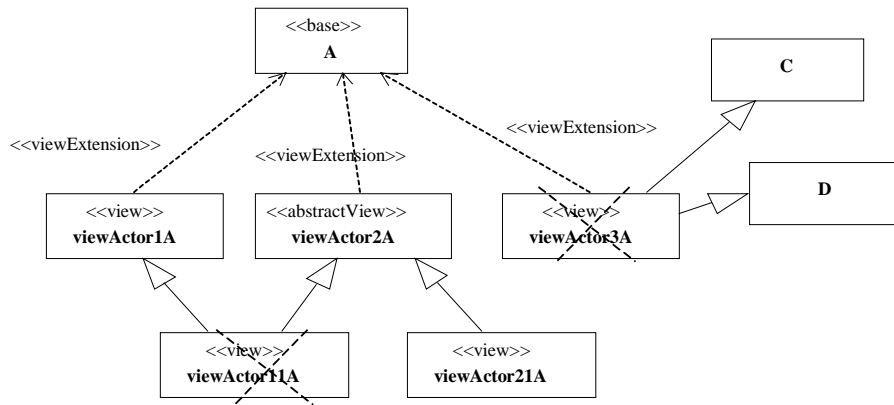 <<base>>
A
C
<<viewExtension>>
<<viewExtension>>
<<viewExtension>>
D
<<view>>
viewActor1A
<<abstractView>>
viewActor2A
<<view>>
viewActor3A
<<view>>
viewActor11A
<<view>>
viewActor21A